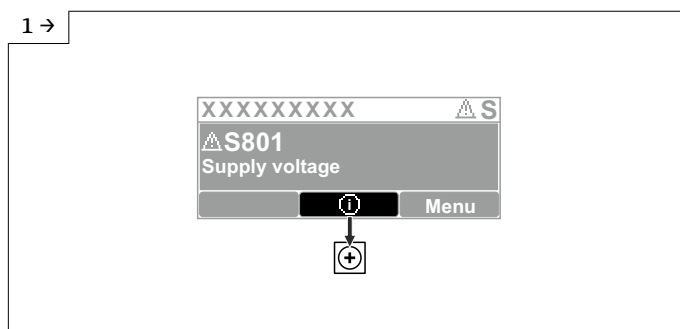 1 →
XXXXXXXXX ⚠ S
⚠S801
Supply voltage
ⓘ Menu
+